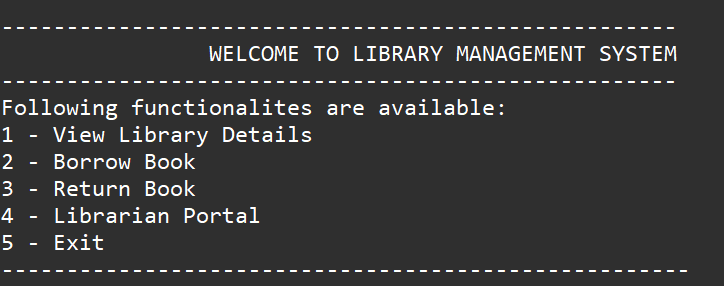 ----------------------------------------------------
WELCOME TO LIBRARY MANAGEMENT SYSTEM
----------------------------------------------------
Following functionalites are available:
1 - View Library Details
2 - Borrow Book
3 - Return Book
4 - Librarian Portal
5 - Exit
-----------------------------------------------------